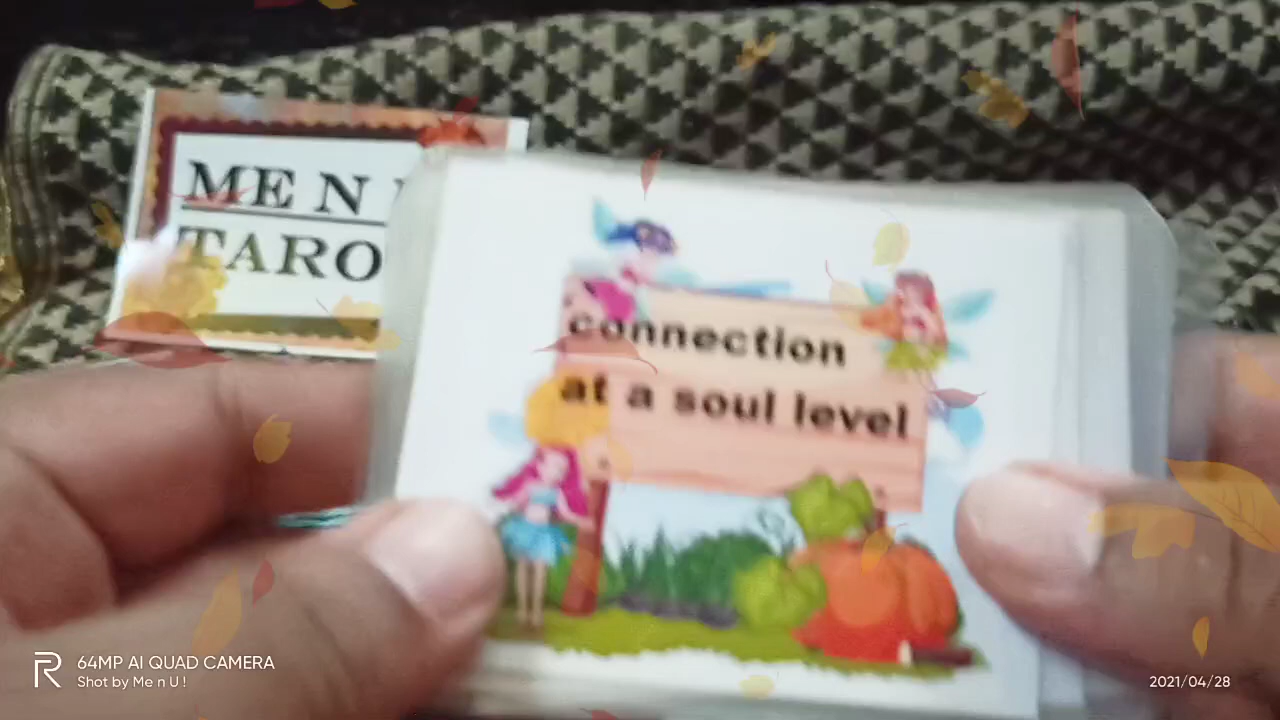 ME N
TARO
connection
at a soul level
64MP AI QUAD CAMERA
Shot by Me n U !
2021/04/28